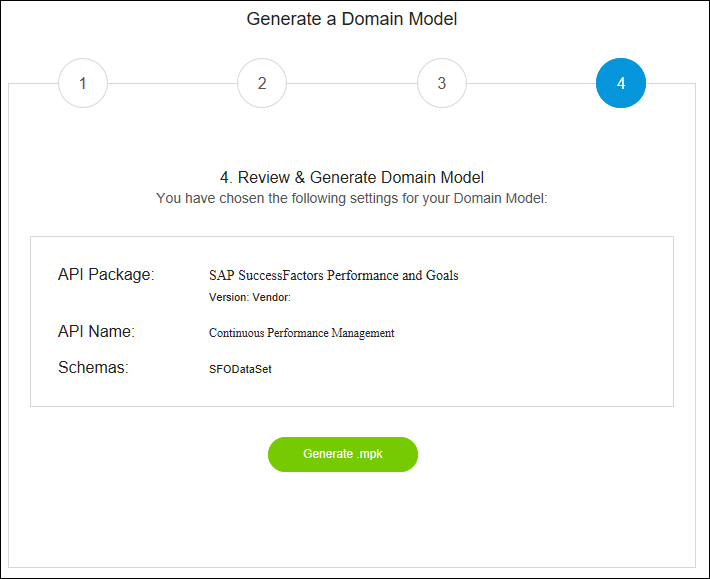 Generate a Domain Model
1 2 3 4
4. Review & Generate Domain Model
You have chosen the following settings for your Domain Model:
API Package: SAP SuccessFactors Performance and Goals
Version: Vendor:
API Name: Continuous Performance Management
Schemas: SFODataSet
Generate .mpk